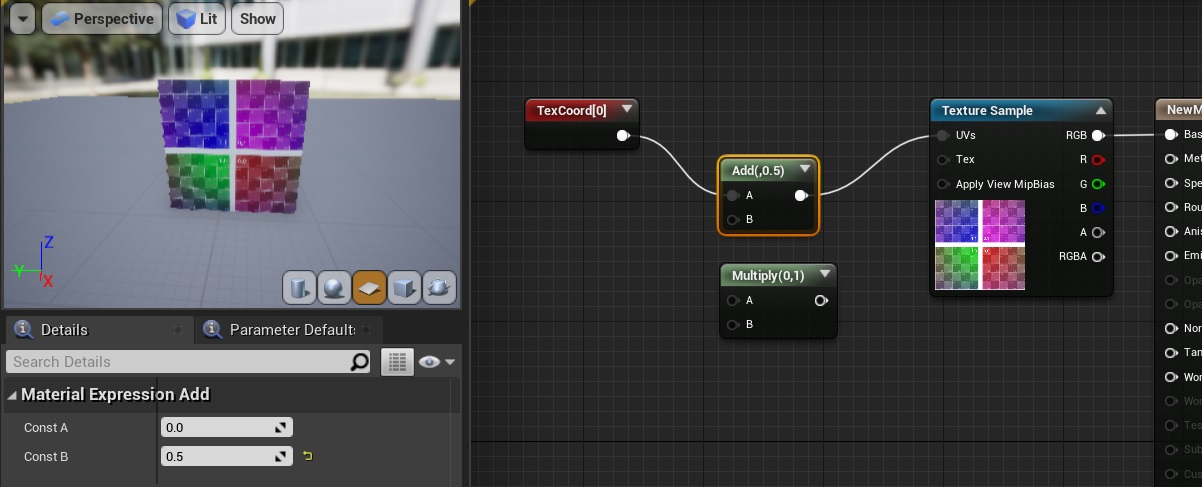 Perspective
Lit
Show
Z
Y
X
Details
Parameter Default
Search Details
Material Expression Add
Const A
0.0
Const B
0.5
TexCoord[0]
Add(,0.5)
A
B
Multiply(0,1)
A
B
Texture Sample
UVs
RGB
Tex
R
Apply View MipBias
G
B
A
RGBA
NewM
Bas
Met
Spe
Rou
Anis
Emi
Opa
Opa
Nor
Tan
Wor
Wor
Tes
Sub
Cus